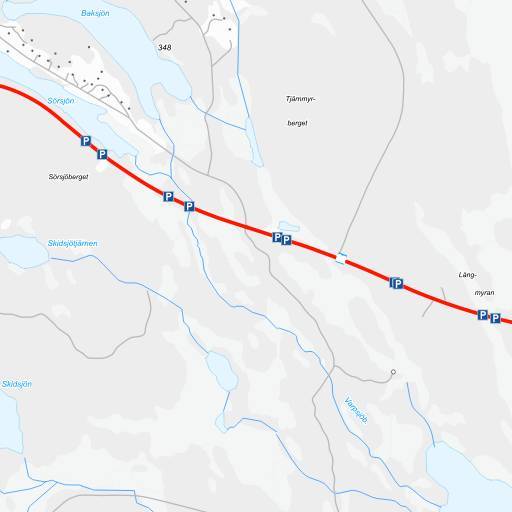 Baksjön
348
Sörsjön
Tjämmyr-
berget
P
P
Sörsjöberget
P
P
P
P
Skidsjötjärnen
Lång-
myran
P
P
P
Skidsjön
Varpsjöb.